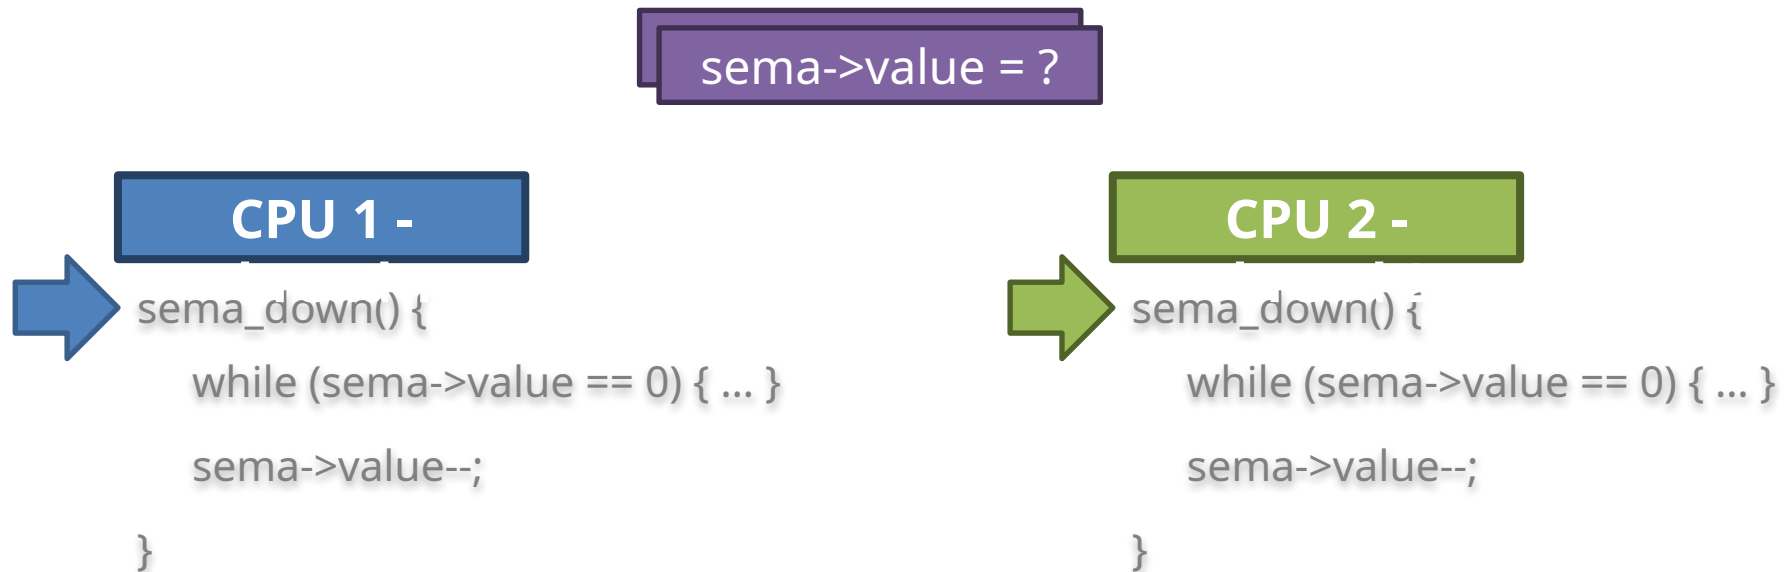 sema->value = ?
CPU 1 -
CPU 2 -
sema_down() {
while (sema->value == 0) { ... }
sema->value--;
}
sema_down() {
while (sema->value == 0) { ... }
sema->value--;
}